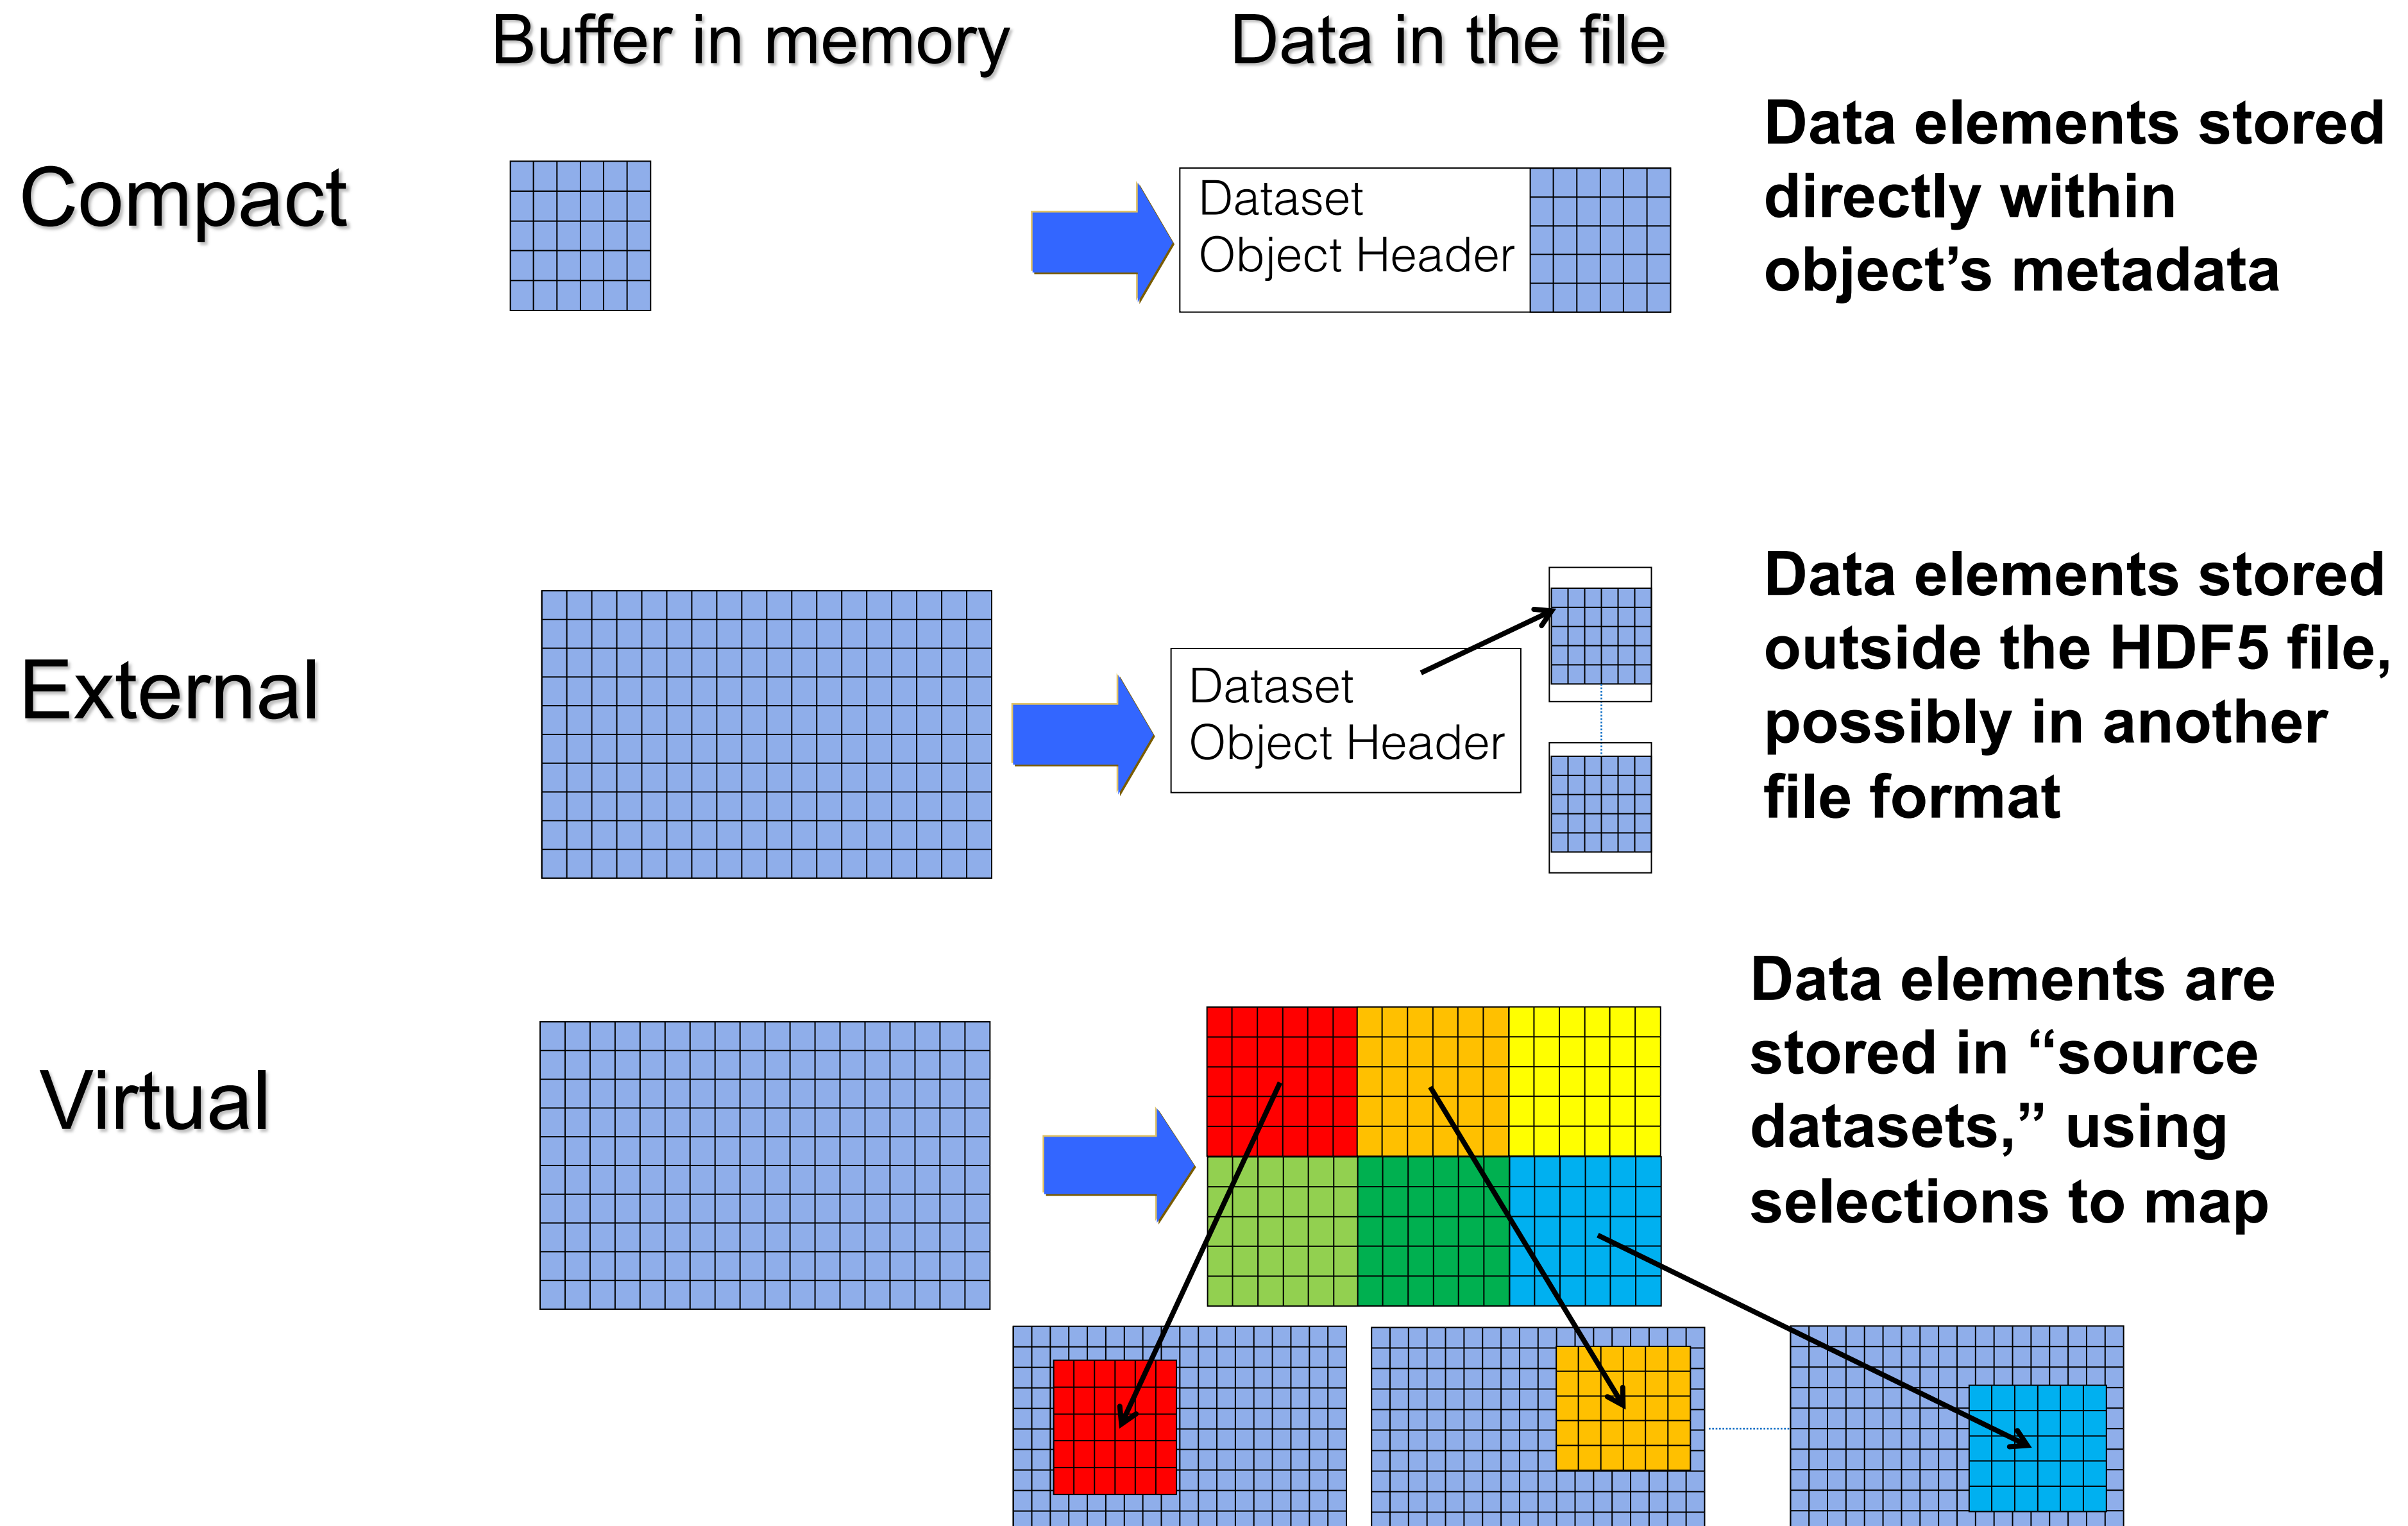 Buffer in memory
Data in the file
Compact
Dataset
Object Header
Data elements stored
directly within
object’s metadata
External
Dataset
Object Header
Data elements stored
outside the HDF5 file,
possibly in another
file format
Virtual
Data elements are
stored in “source
datasets,” using
selections to map